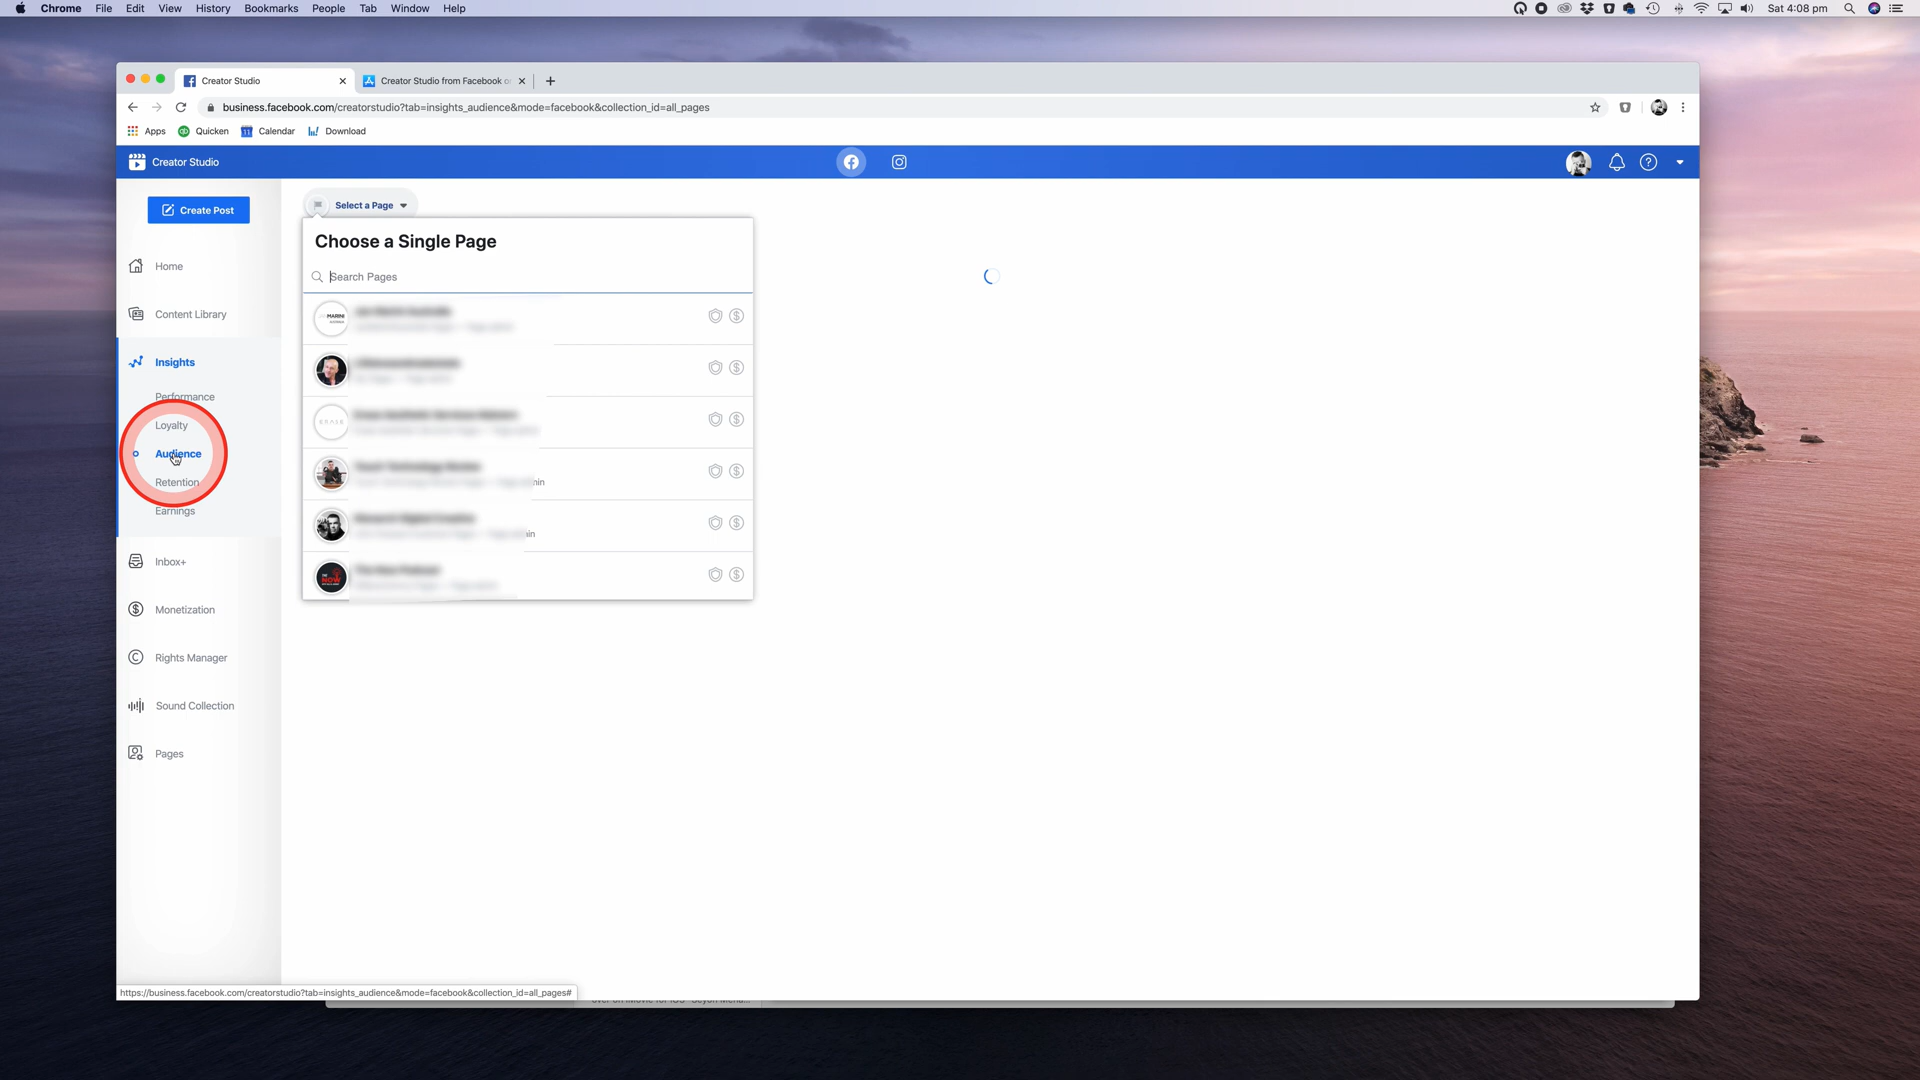 Chrome File Edit View History Bookmarks People Tab Window Help
Sat 4:08 pm
Creator Studio
Creator Studio from Facebook o
business.facebook.com/creatorstudio?tab=insights_audience&mode=facebook&collection_id=all_pages
Apps Quicken Calendar Download
Creator Studio
Create Post
Select a Page
Choose a Single Page
Search Pages
Home
Content Library
Insights
Performance
Loyalty
Audience
Retention
Earnings
Inbox+
Monetization
Rights Manager
Sound Collection
Pages
MARINI
https://business.facebook.com/creatorstudio?tab=insights_audience&mode=facebook&collection_id=all_pages#